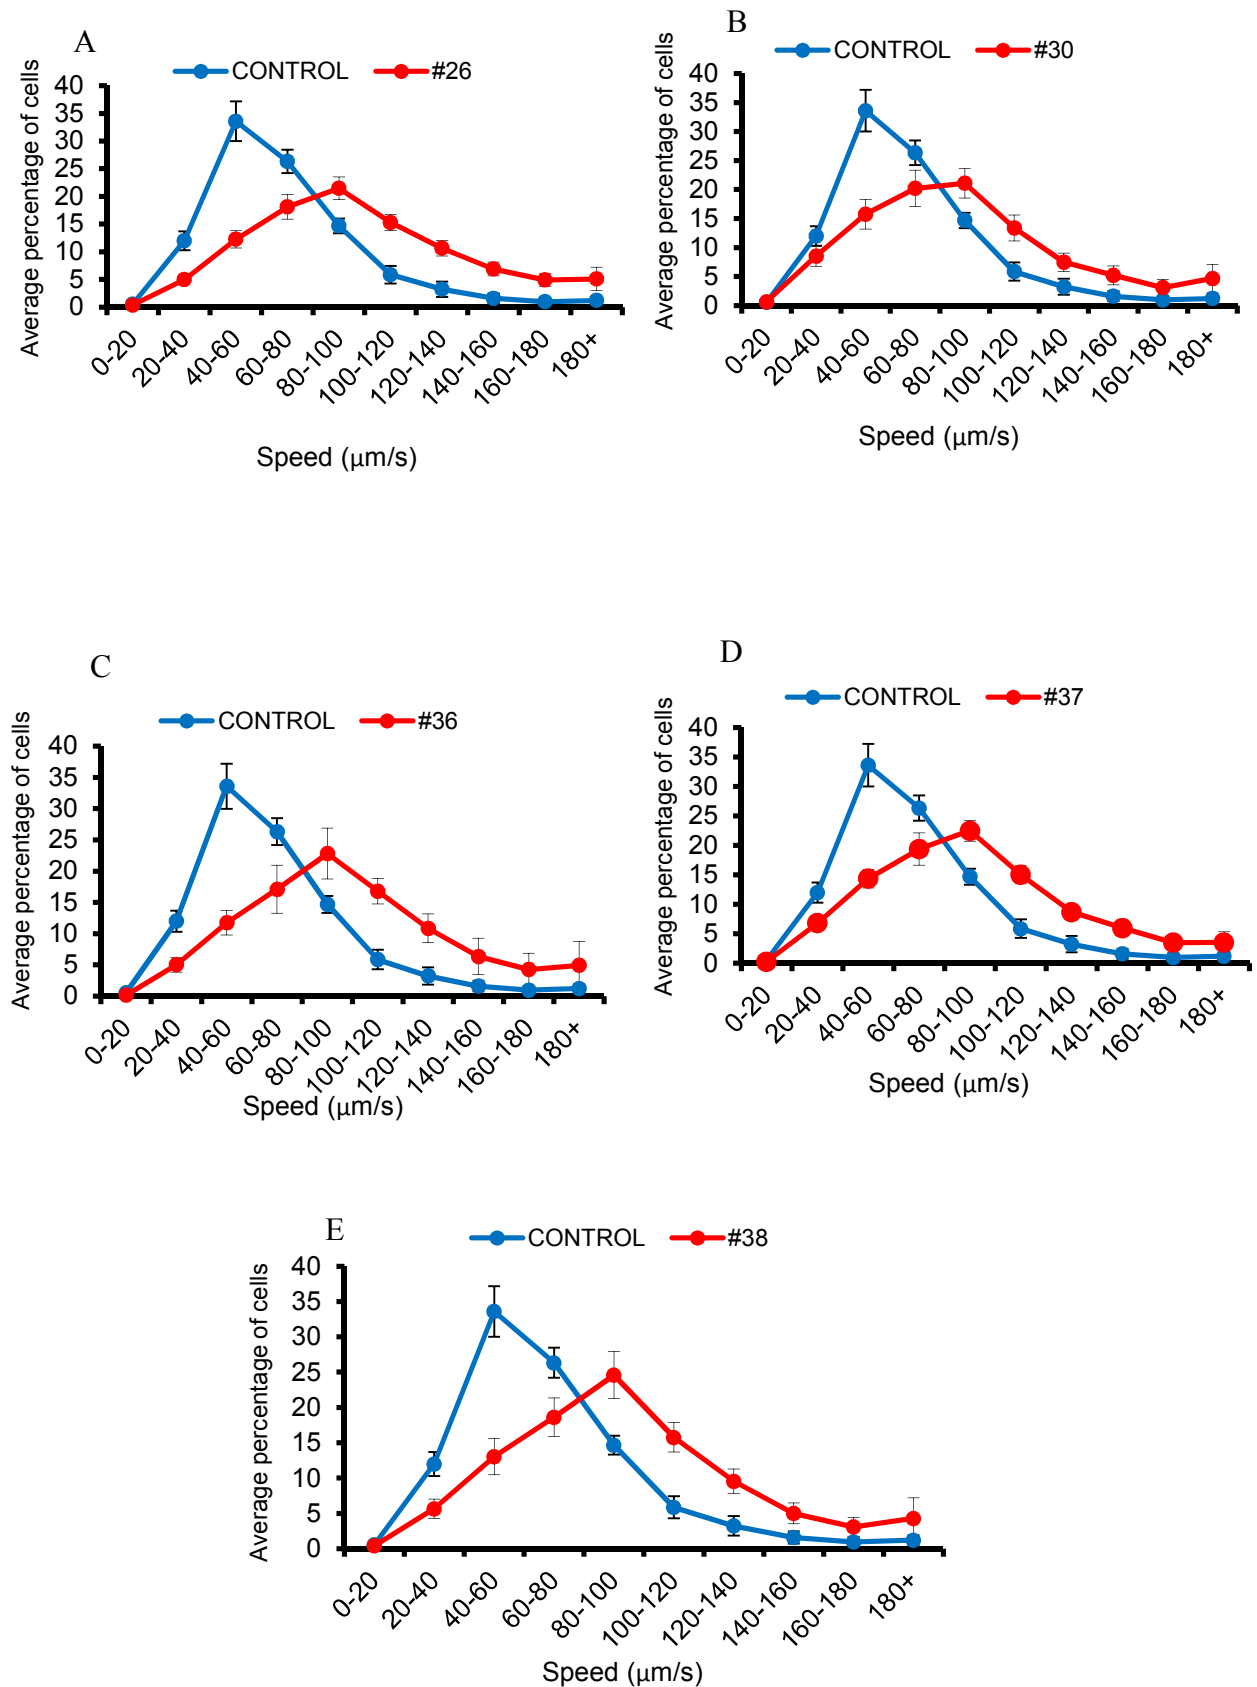 A
CONTROL #26
Average percentage of cells
40
35
30
25
20
15
10
5
0
0-20 20-40 40-60 60-80 80-100 100-120 120-140 140-160 160-180 180+
Speed (μm/s)
B
CONTROL #30
Average percentage of cells
40
35
30
25
20
15
10
5
0
0-20 20-40 40-60 60-80 80-100 100-120 120-140 140-160 160-180 180+
Speed (μm/s)
C
CONTROL #36
Average percentage of cells
40
35
30
25
20
15
10
5
0
0-20 20-40 40-60 60-80 80-100 100-120 120-140 140-160 160-180 180+
Speed (μm/s)
D
CONTROL #37
Average percentage of cells
40
35
30
25
20
15
10
5
0
0-20 20-40 40-60 60-80 80-100 100-120 120-140 140-160 160-180 180+
Speed (μm/s)
E
CONTROL #38
Average percentage of cells
40
35
30
25
20
15
10
5
0
0-20 20-40 40-60 60-80 80-100 100-120 120-140 140-160 160-180 180+
Speed (μm/s)